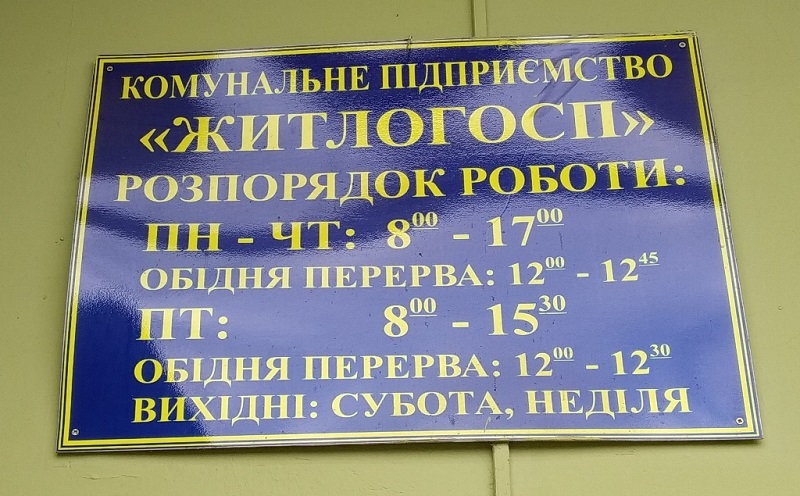 КОМУНАЛЬНЕ ПІДПРИЄМСТВО
«ЖИТЛОГОСП»
РОЗПОРЯДОК РОБОТИ:
ПН - ЧТ: 8⁰⁰ - 17⁰⁰
ОБІДНЯ ПЕРЕРВА: 12⁰⁰ - 12⁴⁵
ПТ: 8⁰⁰ - 15³⁰
ОБІДНЯ ПЕРЕРВА: 12⁰⁰ - 12³⁰
ВИХІДНІ: СУБОТА, НЕДІЛЯ